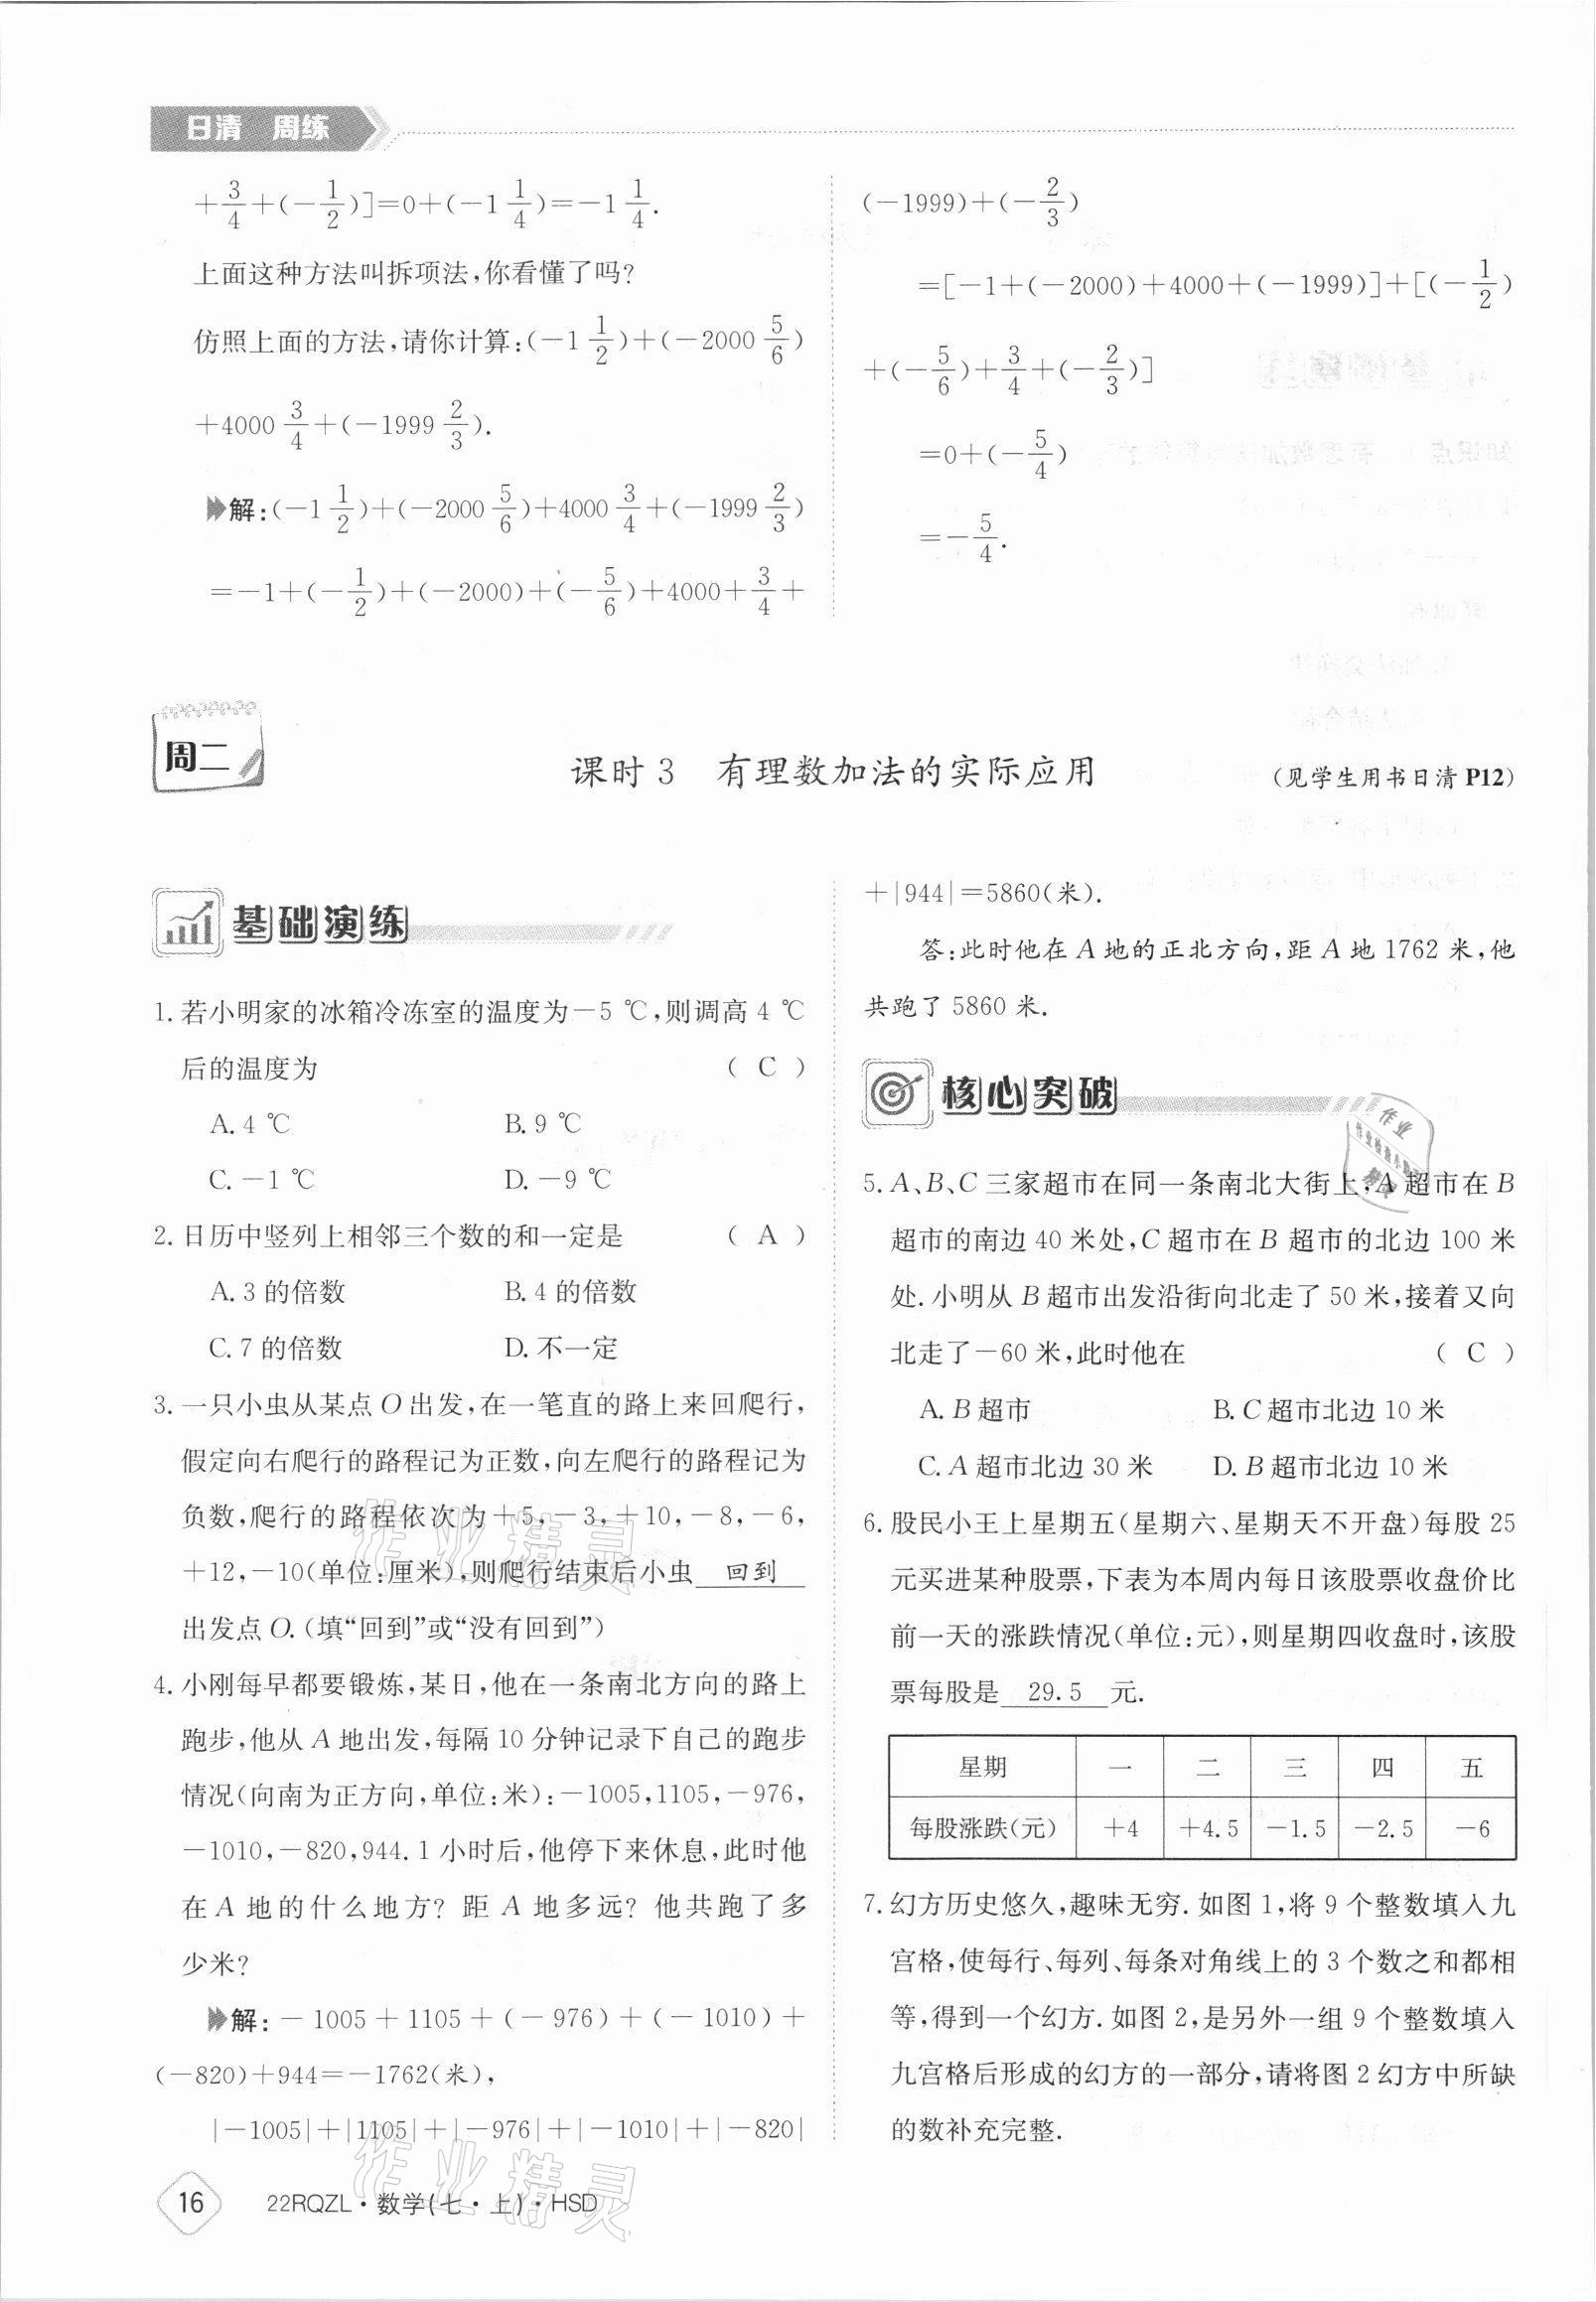 日清 周练
+3/4+(-1/2)]=0+(-1 1/4)=-1 1/4.
上面这种方法叫拆项法,你看懂了吗?
仿照上面的方法,请你计算:(-1 1/2)+(-2000 5/6)
+4000 3/4+(-1999 2/3).
解:(-1 1/2)+(-2000 5/6)+4000 3/4+(-1999 2/3)
=-1+(-1/2)+(-2000)+(-5/6)+4000+3/4+
(-1999)+(-2/3)
=[-1+(-2000)+4000+(-1999)]+[(-1/2)
+(-5/6)+3/4+(-2/3)]
=0+(-5/4)
=-5/4.
周二
课时3 有理数加法的实际应用
(见学生用书日清P12)
基础演练
1.若小明家的冰箱冷冻室的温度为-5 ℃,则调高4 ℃
后的温度为 ( C )
A.4 ℃ B.9 ℃
C.-1 ℃ D.-9 ℃
2.日历中竖列上相邻三个数的和一定是 ( A )
A.3的倍数 B.4的倍数
C.7的倍数 D.不一定
3.一只小虫从某点O出发,在一笔直的路上来回爬行,
假定向右爬行的路程记为正数,向左爬行的路程记为
负数,爬行的路程依次为+5,-3,+10,-8,-6,
+12,-10(单位:厘米),则爬行结束后小虫 回到
出发点O.(填“回到”或“没有回到”)
4.小刚每早都要锻炼,某日,他在一条南北方向的路上
跑步,他从A地出发,每隔10分钟记录下自己的跑步
情况(向南为正方向,单位:米):-1005,1105,-976,
-1010,-820,944.1小时后,他停下来休息,此时他
在A地的什么地方?距A地多远?他共跑了多
少米?
解:-1005+1105+(-976)+(-1010)+
(-820)+944=-1762(米),
|-1005|+|1105|+|-976|+|-1010|+|-820|
+|944|=5860(米).
答:此时他在A地的正北方向,距A地1762米,他
共跑了5860米.
核心突破
5.A、B、C三家超市在同一条南北大街上,A超市在B
超市的南边40米处,C超市在B超市的北边100米
处.小明从B超市出发沿街向北走了50米,接着又向
北走了-60米,此时他在 ( C )
A.B超市 B.C超市北边10米
C.A超市北边30米 D.B超市北边10米
6.股民小王上星期五(星期六、星期天不开盘)每股25
元买进某种股票,下表为本周内每日该股票收盘价比
前一天的涨跌情况(单位:元),则星期四收盘时,该股
票每股是 29.5 元.
星期 一 二 三 四 五
每股涨跌(元) +4 +4.5 -1.5 -2.5 -6
7.幻方历史悠久,趣味无穷.如图1,将9个整数填入九
宫格,使每行、每列、每条对角线上的3个数之和都相
等,得到一个幻方.如图2,是另外一组9个整数填入
九宫格后形成的幻方的一部分,请将图2幻方中所缺
的数补充完整.
16 22RQZL·数学(七·上)·HSD
作业精灵
作业精灵
作业